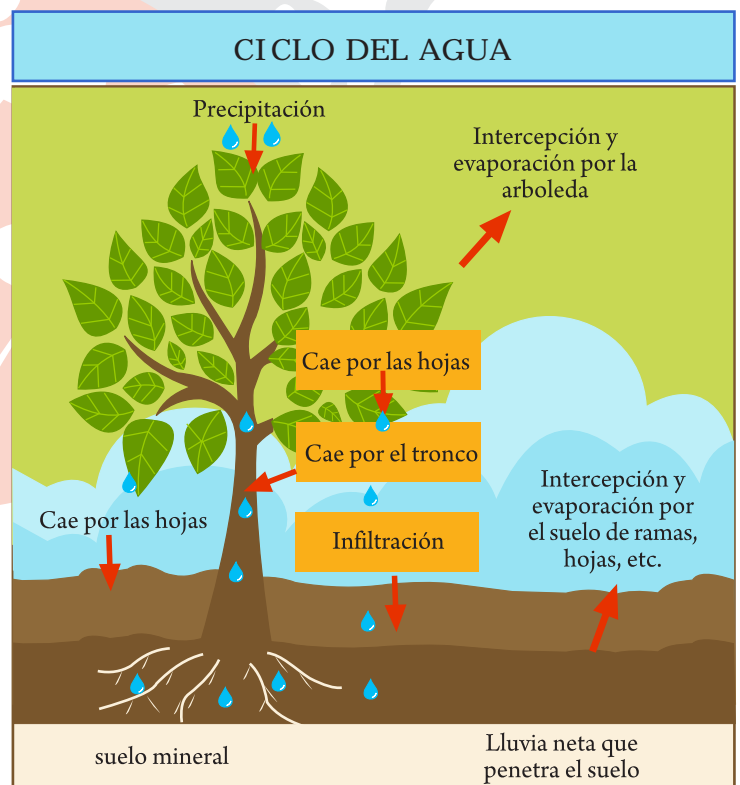 CICLO DEL AGUA
Precipitación
Intercepción y
evaporación por la
arboleda
Cae por las hojas
Cae por el tronco
Infiltración
Cae por las hojas
Intercepción y
evaporación por
el suelo de ramas,
hojas, etc.
suelo mineral
Lluvia neta que
penetra el suelo